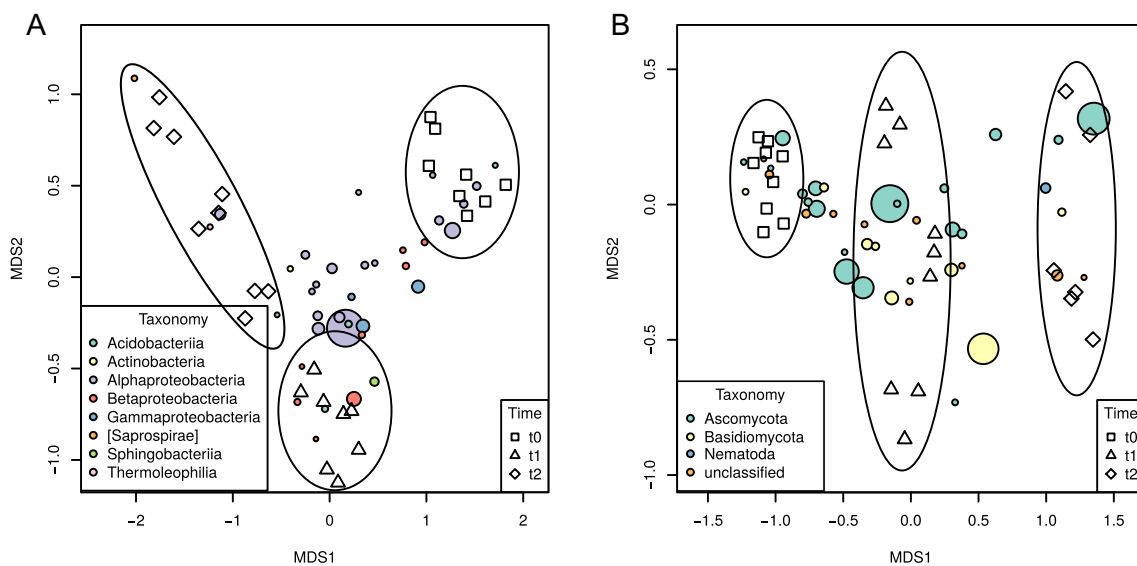 A
MDS2
1.0
0.5
0.0
−0.5
−1.0
−2
−1
0
1
2
MDS1
Taxonomy
Acidobacteriia
Actinobacteria
Alphaproteobacteria
Betaproteobacteria
Gammaproteobacteria
[Saprospirae]
Sphingobacteriia
Thermoleophilia
Time
t0
t1
t2
B
MDS2
0.5
0.0
−0.5
−1.0
−1.5
−1.0
−0.5
0.0
0.5
1.0
1.5
MDS1
Taxonomy
Ascomycota
Basidiomycota
Nematoda
unclassified
Time
t0
t1
t2